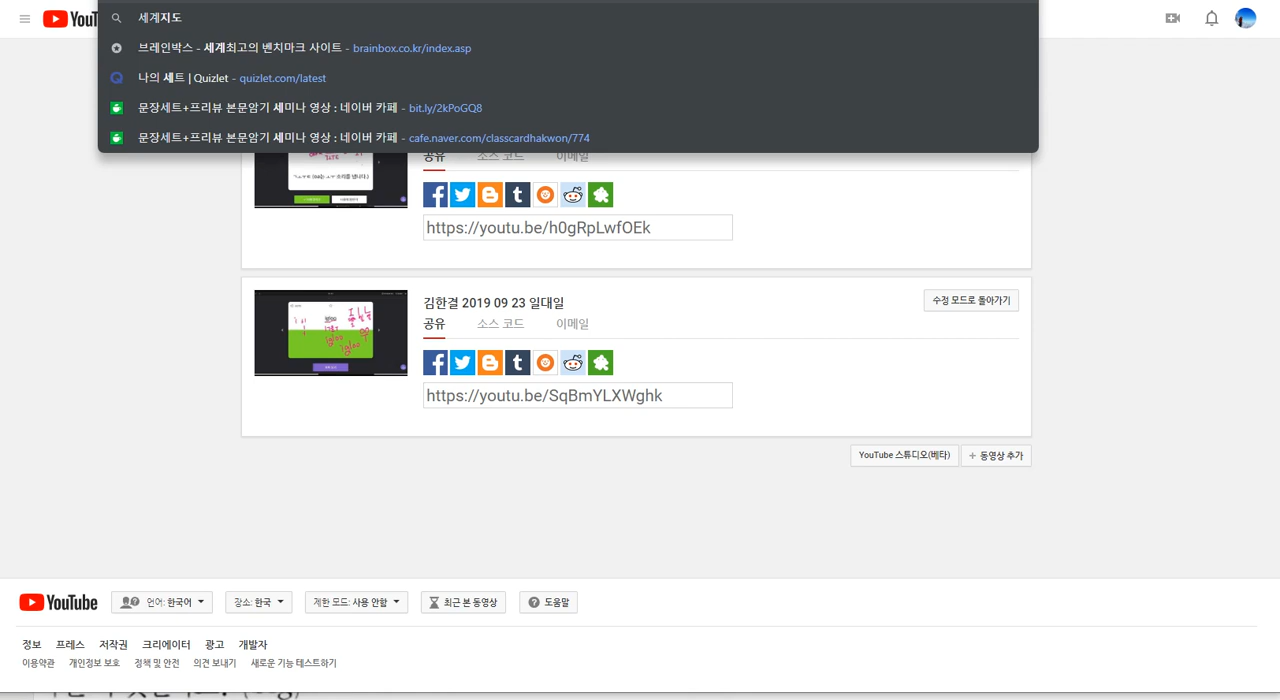 YouT
세계지도
브레인박스 - 세계최고의 벤치마크 사이트 - brainbox.co.kr/index.asp
나의 세트 | Quizlet - quizlet.com/latest
문장세트+프리뷰 본문암기 세미나 영상 : 네이버 카페 - bit.ly/2kPoGQ8
문장세트+프리뷰 본문암기 세미나 영상 : 네이버 카페 - cafe.naver.com/classcardhakwon/774
공유 소스 코드 이메일
https://youtu.be/h0gRpLwfOEk
김한결 2019 09 23 일대일
수정 모드로 돌아가기
공유 소스 코드 이메일
https://youtu.be/SqBmYLXWghk
YouTube 스튜디오(베타) + 동영상 추가
YouTube 언어: 한국어 장소: 한국 제한 모드: 사용 안함 최근 본 동영상 도움말
정보 프레스 저작권 크리에이터 광고 개발자
이용약관 개인정보 보호 정책 및 안전 의견 보내기 새로운 기능 테스트하기